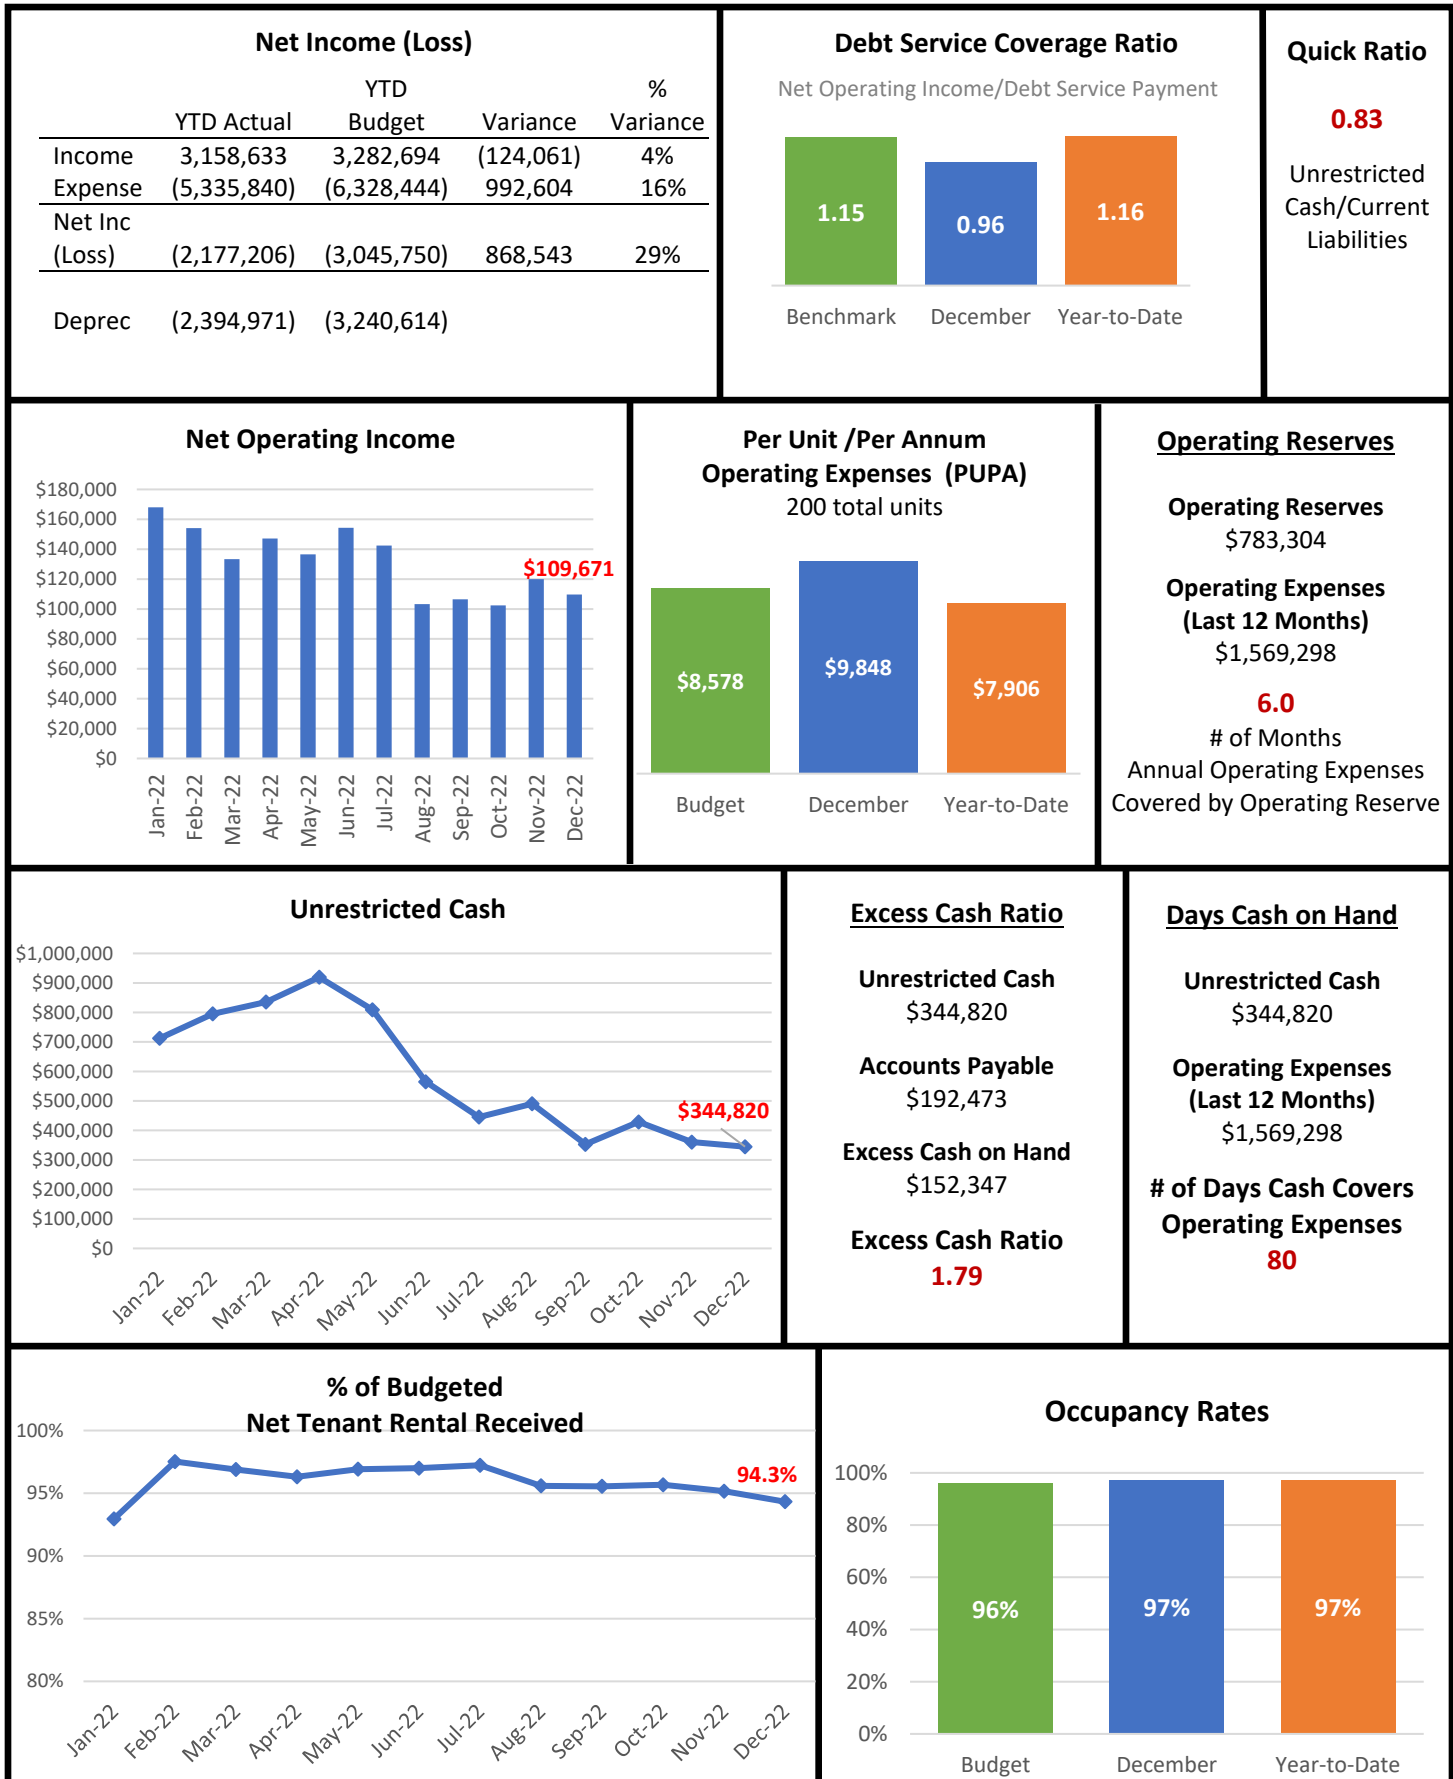 Net Income (Loss)
YTD %
YTD Actual Budget Variance Variance
Income 3,158,633 3,282,694 (124,061) 4%
Expense (5,335,840) (6,328,444) 992,604 16%
Net Inc
(Loss) (2,177,206) (3,045,750) 868,543 29%
Deprec (2,394,971) (3,240,614)
Debt Service Coverage Ratio
Net Operating Income/Debt Service Payment
1.15 0.96 1.16
Benchmark December Year-to-Date
Quick Ratio
0.83
Unrestricted
Cash/Current
Liabilities
Net Operating Income
$180,000
$160,000
$140,000
$120,000
$100,000
$80,000
$60,000
$40,000
$20,000
$0
$109,671
Jan-22 Feb-22 Mar-22 Apr-22 May-22 Jun-22 Jul-22 Aug-22 Sep-22 Oct-22 Nov-22 Dec-22
Per Unit /Per Annum
Operating Expenses (PUPA)
200 total units
$8,578 $9,848 $7,906
Budget December Year-to-Date
Operating Reserves
Operating Reserves
$783,304
Operating Expenses
(Last 12 Months)
$1,569,298
6.0
# of Months
Annual Operating Expenses
Covered by Operating Reserve
Unrestricted Cash
$1,000,000
$900,000
$800,000
$700,000
$600,000
$500,000
$400,000
$300,000
$200,000
$100,000
$0
$344,820
Jan-22 Feb-22 Mar-22 Apr-22 May-22 Jun-22 Jul-22 Aug-22 Sep-22 Oct-22 Nov-22 Dec-22
Excess Cash Ratio
Unrestricted Cash
$344,820
Accounts Payable
$192,473
Excess Cash on Hand
$152,347
Excess Cash Ratio
1.79
Days Cash on Hand
Unrestricted Cash
$344,820
Operating Expenses
(Last 12 Months)
$1,569,298
# of Days Cash Covers
Operating Expenses
80
% of Budgeted
Net Tenant Rental Received
100%
95%
90%
85%
80%
94.3%
Jan-22 Feb-22 Mar-22 Apr-22 May-22 Jun-22 Jul-22 Aug-22 Sep-22 Oct-22 Nov-22 Dec-22
Occupancy Rates
100%
80%
60%
40%
20%
0%
96% 97% 97%
Budget December Year-to-Date